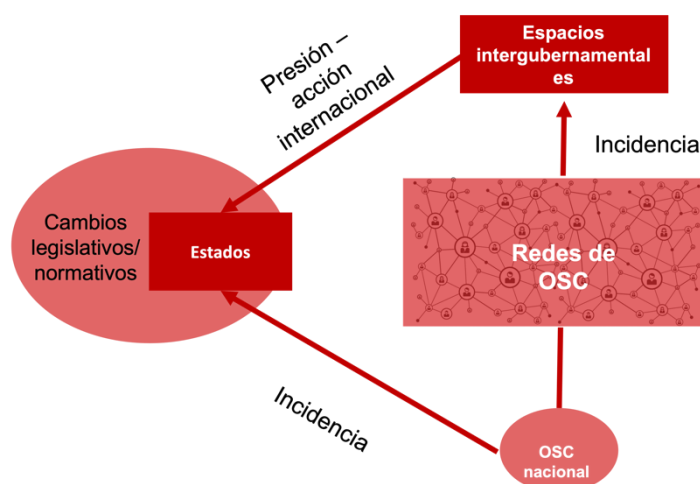 Espacios
intergubernamental
es
Presión –
acción
internacional
Incidencia
Cambios
legislativos/
normativos
Estados
Redes de
OSC
Incidencia
OSC
nacional